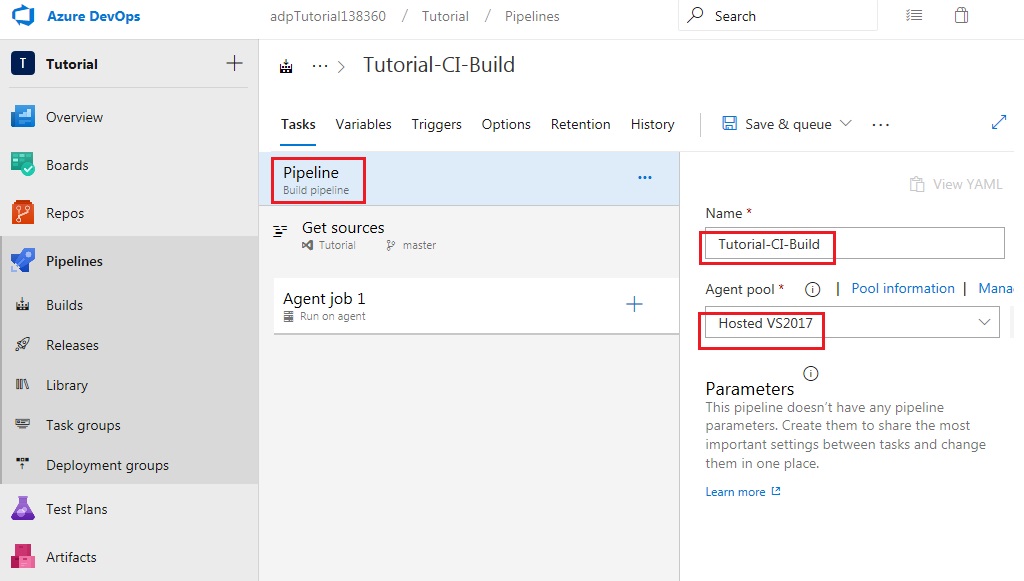 Azure DevOps
adpTutorial138360 / Tutorial / Pipelines
Search
T Tutorial
Overview
Boards
Repos
Pipelines
Builds
Releases
Library
Task groups
Deployment groups
Test Plans
Artifacts
... > Tutorial-CI-Build
Tasks Variables Triggers Options Retention History Save & queue ...
Pipeline
Build pipeline
...
Get sources
Tutorial master
Agent job 1
Run on agent
View YAML
Name *
Tutorial-CI-Build
Agent pool * | Pool information | Mana
Hosted VS2017
Parameters
This pipeline doesn't have any pipeline
parameters. Create them to share the most
important settings between tasks and change
them in one place.
Learn more